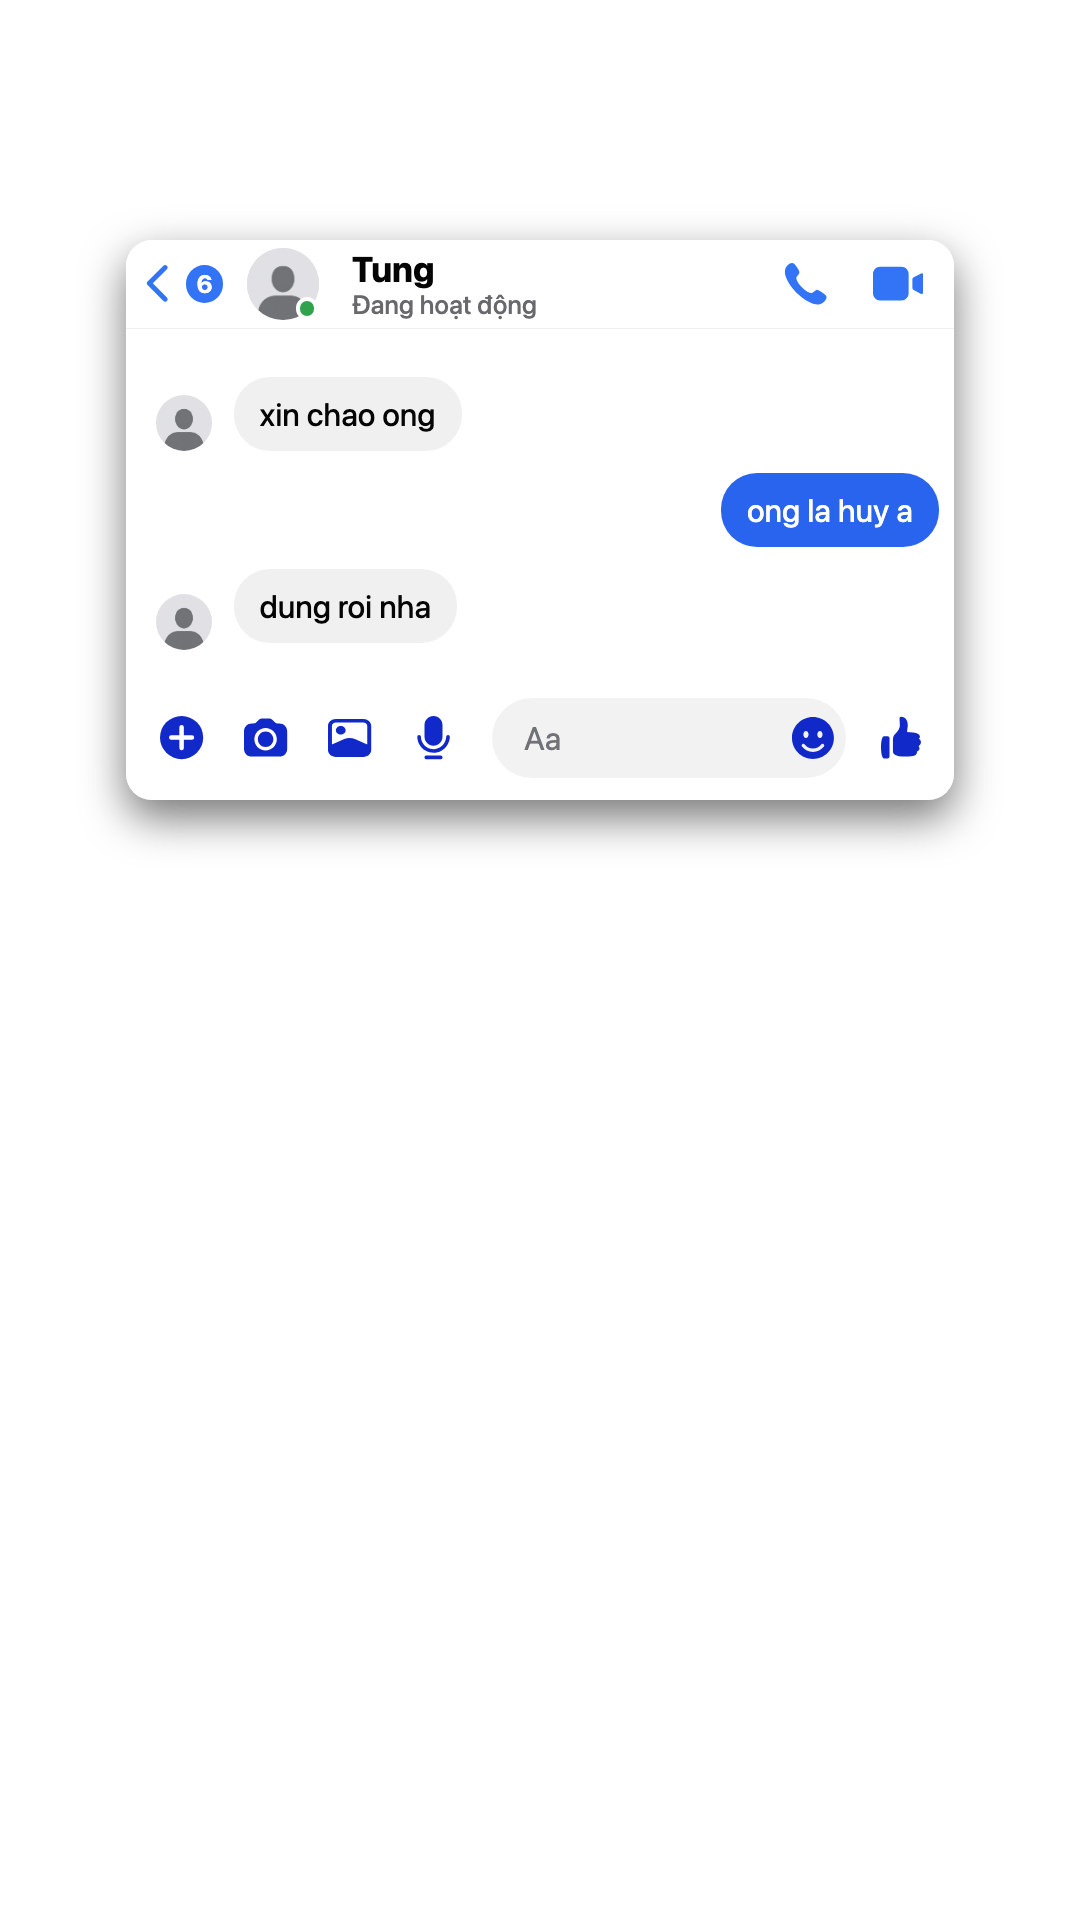 6
Tung
Đang hoạt động
xin chao ong
ong la huy a
dung roi nha
Aa